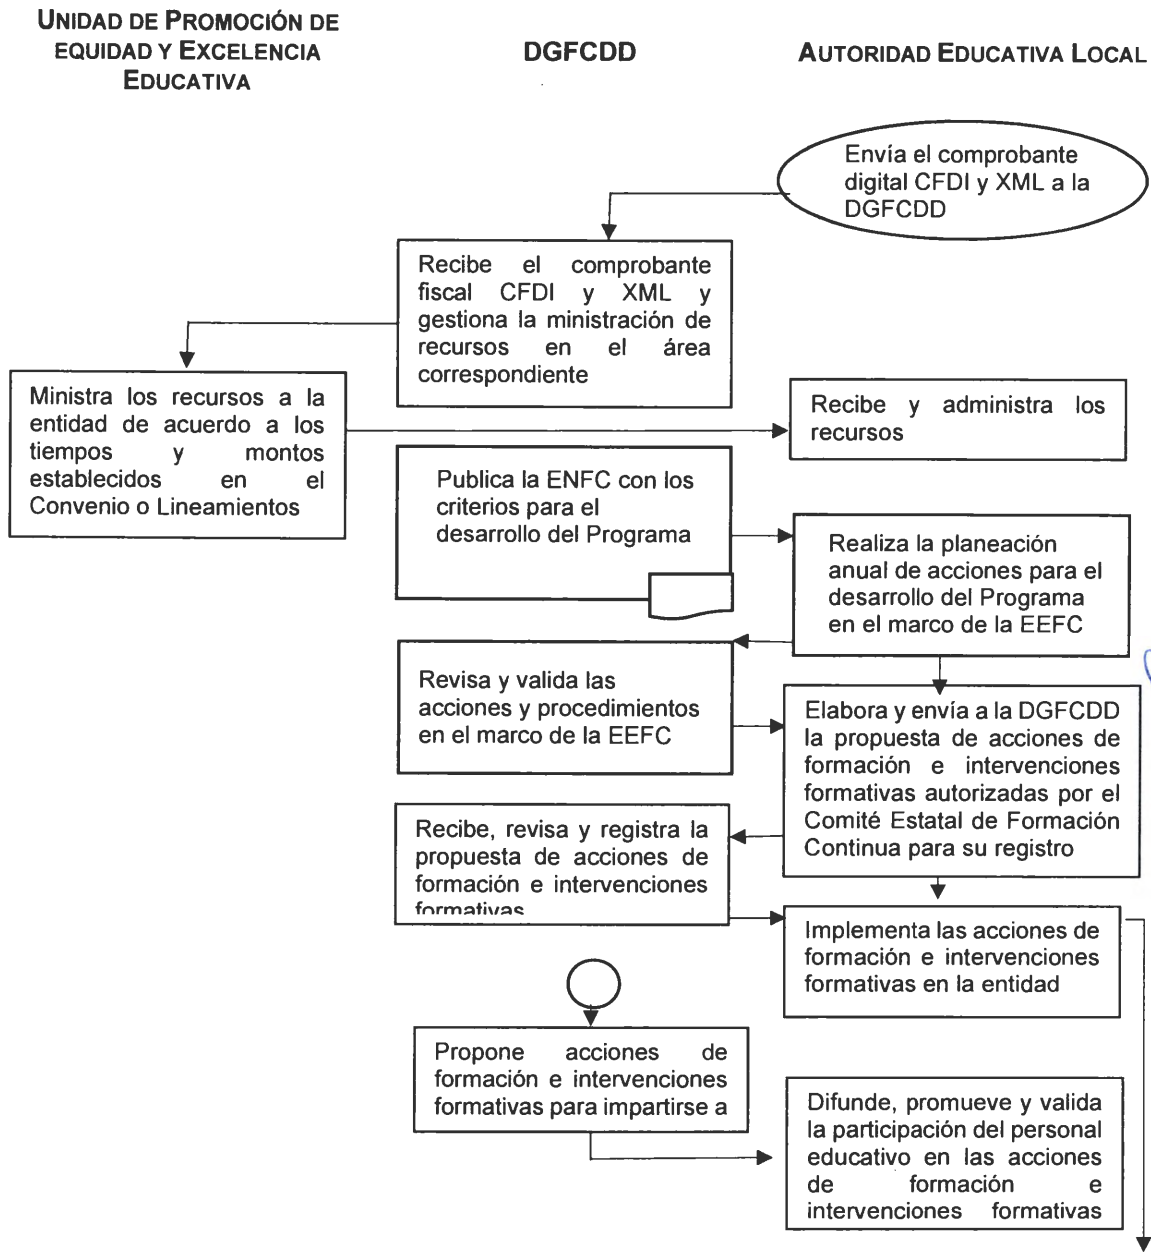 UNIDAD DE PROMOCIÓN DE
EQUIDAD Y EXCELENCIA
EDUCATIVA
DGFCDD
AUTORIDAD EDUCATIVA LOCAL
Envía el comprobante
digital CFDI y XML a la
DGFCDD
Recibe el comprobante
fiscal CFDI y XML y
gestiona la ministración de
recursos en el área
correspondiente
Ministra los recursos a la
entidad de acuerdo a los
tiempos y montos
establecidos en el
Convenio o Lineamientos
Recibe y administra los
recursos
Publica la ENFC con los
criterios para el
desarrollo del Programa
Realiza la planeación
anual de acciones para el
desarrollo del Programa
en el marco de la EEFC
Revisa y valida las
acciones y procedimientos
en el marco de la EEFC
Elabora y envía a la DGFCDD
la propuesta de acciones de
formación e intervenciones
formativas autorizadas por el
Comité Estatal de Formación
Continua para su registro
Recibe, revisa y registra la
propuesta de acciones de
formación e intervenciones
formativas
Implementa las acciones de
formación e intervenciones
formativas en la entidad
Propone acciones de
formación e intervenciones
formativas para impartirse a
Difunde, promueve y valida
la participación del personal
educativo en las acciones
de formación e
intervenciones formativas